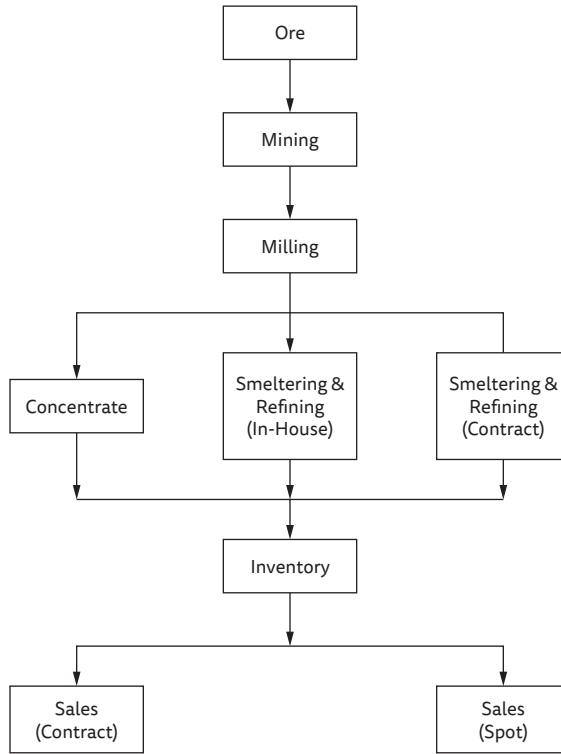 Ore
Mining
Milling
Concentrate
Smeltering &
Refining
(In-House)
Smeltering &
Refining
(Contract)
Inventory
Sales
(Contract)
Sales
(Spot)